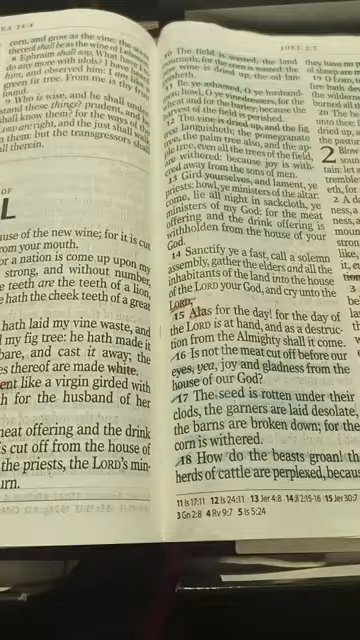 corn, and grow as the vine: the
8 Ephraim shall say, What have I to
do any more with idols? I have heard
him, and observed him: I am like a
green fir tree. From me is thy fruit
found.
9 Who is wise, and he shall under-
stand these things? prudent, and he
shall know them? for the ways of the
LORD are right, and the just shall walk
in them: but the transgressors shall
fall therein.
OF
L
use of the new wine; for it is cut
from your mouth.
or a nation is come up upon my
strong, and without number,
teeth are the teeth of a lion,
e hath the cheek teeth of a great
hath laid my vine waste, and
my fig tree: he hath made it
bare, and cast it away; the
es thereof are made white.
ent like a virgin girded with
h for the husband of her
meat offering and the drink
is cut off from the house of
the priests, the LORD's min-
urn.
JOEL 2:3
10 The field is wasted, the land
mourneth; for the corn is wasted: the
new wine is dried up, the oil lan-
guisheth.
11 Be ye ashamed, O ye husband-
men; howl, O ye vinedressers, for the
wheat and for the barley; because the
harvest of the field is perished.
12 The vine is dried up, and the fig
tree languisheth; the pomegranate
tree, the palm tree also, and the ap-
ple tree, even all the trees of the field,
are withered: because joy is with-
ered away from the sons of men.
13 Gird yourselves, and lament, ye
priests: howl, ye ministers of the altar:
come, lie all night in sackcloth, ye
ministers of my God: for the meat
offering and the drink offering is
withholden from the house of your
God.
14 Sanctify ye a fast, call a solemn
assembly, gather the elders and all the
inhabitants of the land into the house
of the LORD your God, and cry unto the
LORD,
15 Alas for the day! for the day of
the LORD is at hand, and as a destruc-
tion from the Almighty shall it come.
16 Is not the meat cut off before our
eyes, yea, joy and gladness from the
house of our God?
17 The seed is rotten under their
clods, the garners are laid desolate,
the barns are broken down; for the
corn is withered.
18 How do the beasts groan! th
herds of cattle are perplexed, becaus
they have no p
of sheep are m
19 O LORD, t
fire hath dev
the wilderne
burned all t
20 The be
unto thee: t
dried up, a
the pastur
2 Blow
soun
tain: let a
tremble:
eth, for
2 A da
ness, a
ness, a
moun
stron
like,
it, e
tion
3
11 Is 17:11 12 Is 24:11 13 Jer 4:8 14 Jl 2:15-16 15 Jer 30:7
3 Gn 2:8 4 Rv 9:7 5 Is 5:24